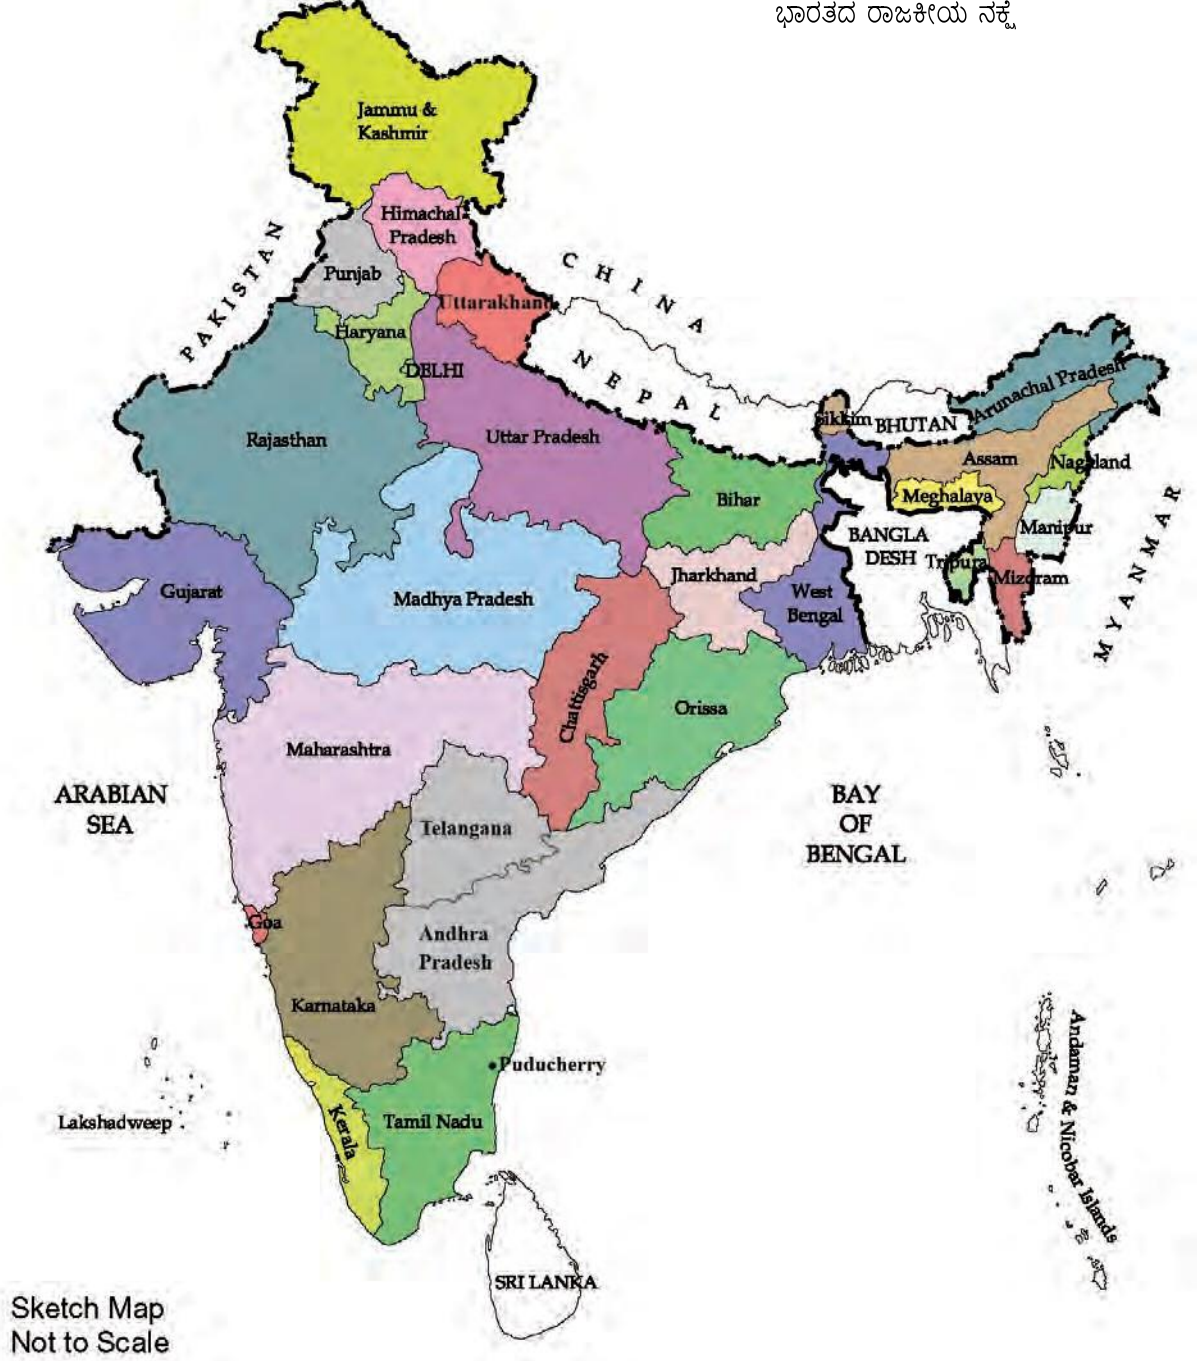 ಭಾರತದ ರಾಜಕೀಯ ನಕ್ಷೆ
Jammu &
Kashmir
Himachal
Pradesh
PAKISTAN
Punjab
CHINA
Uttarakhand
Haryana
DELHI
NEPAL
Arunachal Pradesh
Sikkim
BHUTAN
Rajasthan
Uttar Pradesh
Assam
Nagaland
Bihar
Meghalaya
Manipur
BANGLA
DESH
Tripura
Mizoram
MYANMAR
Gujarat
Madhya Pradesh
Jharkhand
West
Bengal
Chattisgarh
Orissa
Maharashtra
ARABIAN
SEA
BAY
OF
BENGAL
Telangana
Goa
Andhra
Pradesh
Karnataka
Puducherry
Lakshadweep
Kerala
Tamil Nadu
Andaman & Nicobar Islands
SRI LANKA
Sketch Map
Not to Scale